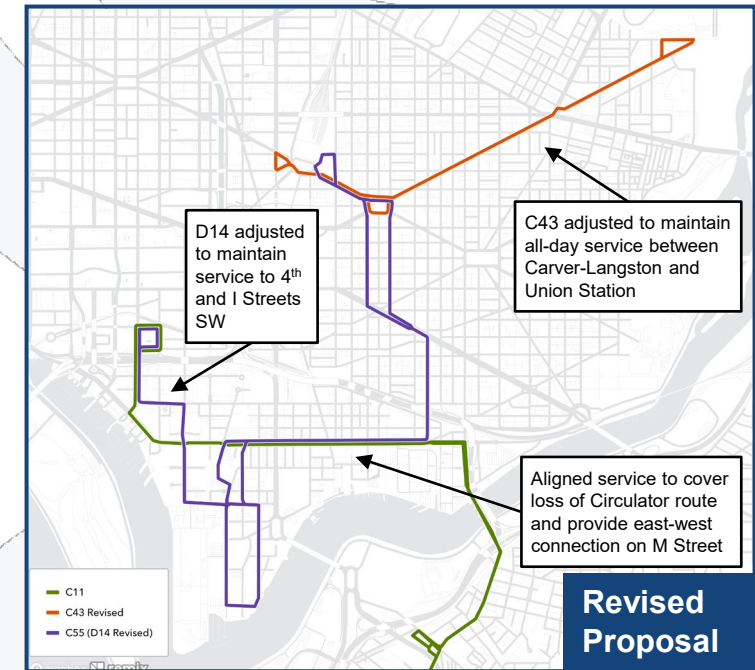 D14 adjusted
to maintain
service to 4th
and I Streets
SW
C43 adjusted to maintain
all-day service between
Carver-Langston and
Union Station
Aligned service to cover
loss of Circulator route
and provide east-west
connection on M Street
C11
C43 Revised
C55 (D14 Revised)
Revised
Proposal